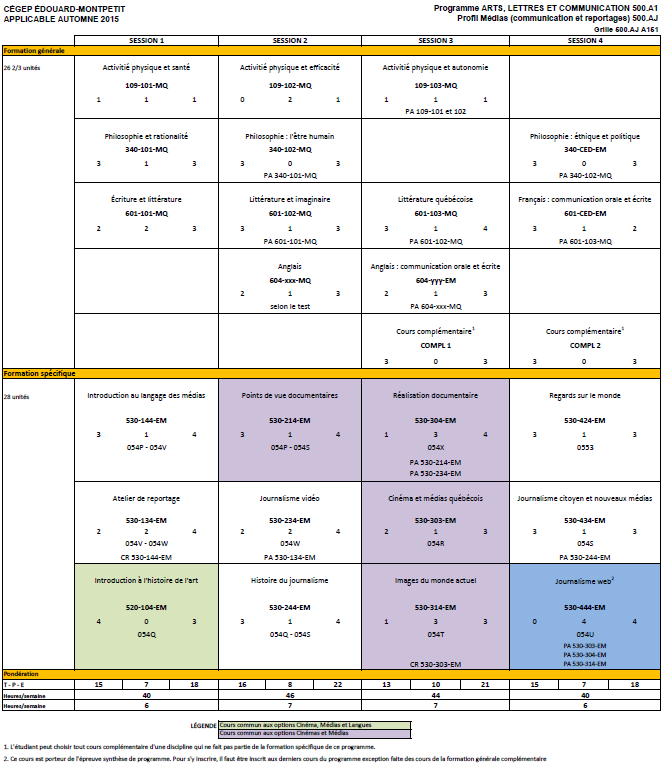 CÉGEP ÉDOUARD-MONTPETIT
APPLICABLE AUTOMNE 2015
Programme ARTS, LETTRES ET COMMUNICATION 500.A1
Profil Médias (communication et reportages) 500.AJ
Grille 500.AJ A151
SESSION 1 SESSION 2 SESSION 3 SESSION 4
Formation générale
26 2/3 unités
Activitié physique et santé Activité physique et efficacité Activité physique et autonomie
109-101-MQ 109-102-MQ 109-103-MQ
1 1 1 0 2 1 1 1 1
PA 109-101 et 102
Philosophie et rationalité Philosophie : l'être humain Philosophie : éthique et politique
340-101-MQ 340-102-MQ 340-CED-EM
3 1 3 3 0 3 3 0 3
PA 340-101-MQ PA 340-102-MQ
Écriture et littérature Littérature et imaginaire Littérature québécoise Français : communication orale et écrite
601-101-MQ 601-102-MQ 601-103-MQ 601-CED-EM
2 2 3 3 1 3 3 1 4 3 1 2
PA 601-101-MQ PA 601-102-MQ PA 601-103-MQ
Anglais Anglais : communication orale et écrite
604-xxx-MQ 604-yyy-EM
2 1 3 2 1 3
selon le test PA 604-xxx-MQ
Cours complémentaire1 Cours complémentaire1
COMPL 1 COMPL 2
3 0 3 3 0 3
Formation spécifique
28 unités
Introduction au langage des médias Points de vue documentaires Réalisation documentaire Regards sur le monde
530-144-EM 530-214-EM 530-304-EM 530-424-EM
3 1 4 3 1 4 1 3 4 3 1 3
054P - 054V 054P - 054S 054X 0553
PA 530-214-EM
PA 530-234-EM
Atelier de reportage Journalisme vidéo Cinéma et médias québécois Journalisme citoyen et nouveaux médias
530-134-EM 530-234-EM 530-303-EM 530-434-EM
2 2 4 2 2 4 2 1 3 3 1 3
054V - 054W 054W 054R 054S
CR 530-144-EM PA 530-134-EM PA 530-244-EM
Introduction à l'histoire de l'art Histoire du journalisme Images du monde actuel Journalisme web2
520-104-EM 530-244-EM 530-314-EM 530-444-EM
4 0 3 3 1 4 1 3 3 0 4 4
054Q 054Q - 054S 054T 054U
PA 530-303-EM
PA 530-304-EM
CR 530-303-EM PA 530-314-EM
Pondération
T - P - E 15 7 18 16 8 22 13 10 21 15 7 18
Heures/semaine 40 46 44 40
Heures/semaine 6 7 7 6
LÉGENDE Cours commun aux options Cinéma, Médias et Langues
Cours commun aux options Cinémas et Médias
1. L'étudiant peut choisir tout cours complémentaire d'une discipline qui ne fait pas partie de la formation spécifique de ce programme.
2. Ce cours est porteur de l'épreuve synthèse de programme. Pour s'y inscrire, il faut être inscrit aux derniers cours du programme exception faite des cours de la formation générale complémentaire